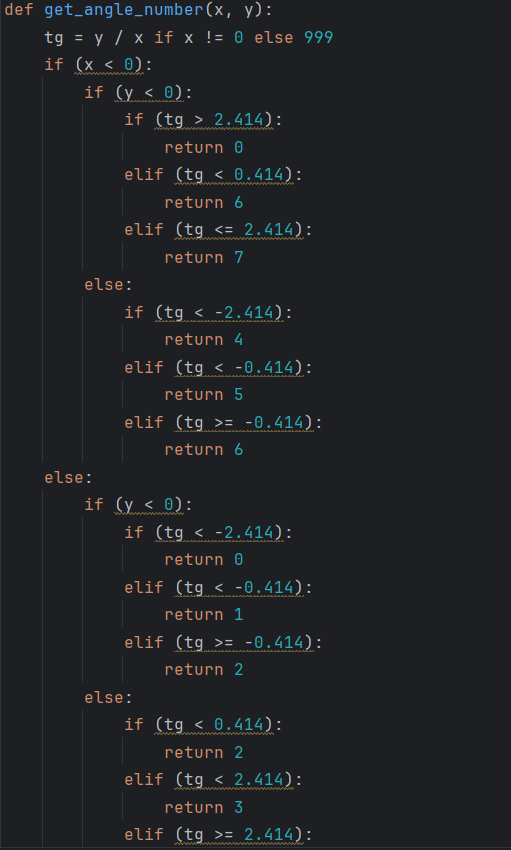 def get_angle_number(x, y):
    tg = y / x if x != 0 else 999
    if (x < 0):
        if (y < 0):
            if (tg > 2.414):
                return 0
            elif (tg < 0.414):
                return 6
            elif (tg <= 2.414):
                return 7
        else:
            if (tg < -2.414):
                return 4
            elif (tg < -0.414):
                return 5
            elif (tg >= -0.414):
                return 6
    else:
        if (y < 0):
            if (tg < -2.414):
                return 0
            elif (tg < -0.414):
                return 1
            elif (tg >= -0.414):
                return 2
        else:
            if (tg < 0.414):
                return 2
            elif (tg < 2.414):
                return 3
            elif (tg >= 2.414):